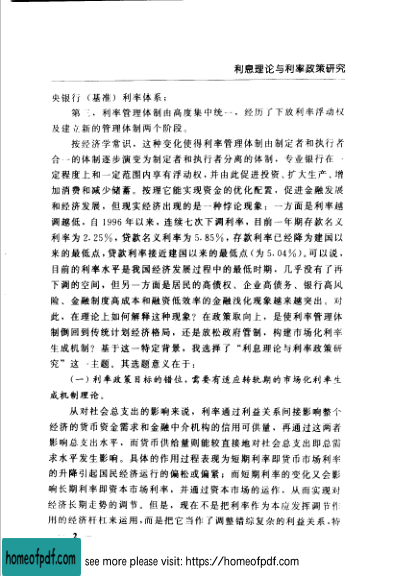 利息理论与利率政策研究
央银行（基准）利率体系；
第三，利率管理体制由高度集中统一，经历了下放利率浮动权
及建立新的管理体制两个阶段。
按经济学常识，这种变化使得利率管理体制由制定者和执行者
合一的体制逐步演变为制定者和执行者分离的体制，专业银行在一
定程度上和一定范围内享有浮动权，并由此促进投资、扩大生产、增
加消费和减少储蓄。按理它能实现资金的优化配置，促进金融发展
和经济发展，但现实经济出现的是一种悖论现象：一方面是利率越
调越低，自1996年以来，连续七次下调利率，目前一年期存款名义
利率为2.25%，贷款名义利率为5.85%，存款利率已经降为建国以
来的最低点，贷款利率接近建国以来的最低点（为5.04%）。可以说，
目前的利率水平是我国经济发展过程中的最低时期，几乎没有了再
下调的空间，但另一方面是居民的高债权、企业高债务、银行高风
险、金融制度高成本和融资低效率的金融浅化现象越来越突出。对
此，在理论上如何解释这种现象？在政策取向上，是使利率管理体
制倒回到传统计划经济格局，还是放松政府管制，构建市场化利率
生成机制？基于这一特定背景，我选择了“利息理论与利率政策研
究”这一主题。其选题意义在于：
（一）利率政策目标的错位，需要有适应转轨期的市场化利率生
成机制理论。
从对社会总支出的影响来说，利率通过利益关系间接影响整个
经济的货币资金需求和金融中介机构的信用可供量，再通过这两者
影响总支出水平，而货币供给量则能较直接地对社会总支出即总需
求水平发生影响。具体的作用过程表现为短期利率即货币市场利率
的升降引起国民经济运行的偏松或偏紧；而短期利率的变化又会影
响长期利率即资本市场利率，并通过资本市场的运作，从而实现对
经济长期走势的调节。但是，现在不是把利率作为本应发挥调节作
用的经济杆杠来运用，而是把它当作了调整错综复杂的利益关系、特
2
homeofpdf.com
see more please visit: https://homeofpdf.com